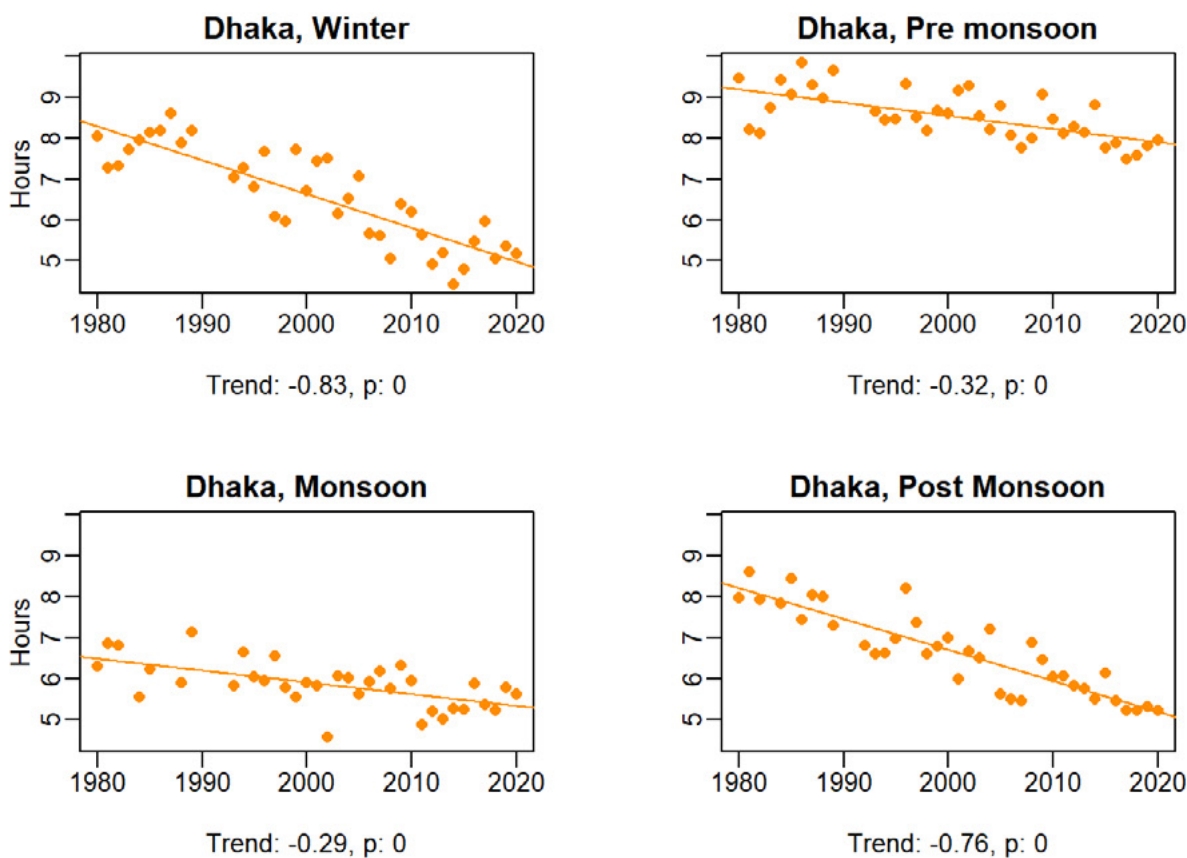 Dhaka, Winter
Hours
9
8
7
6
5
1980 1990 2000 2010 2020
Trend: -0.83, p: 0
Dhaka, Pre monsoon
9
8
7
6
5
1980 1990 2000 2010 2020
Trend: -0.32, p: 0
Dhaka, Monsoon
Hours
9
8
7
6
5
1980 1990 2000 2010 2020
Trend: -0.29, p: 0
Dhaka, Post Monsoon
9
8
7
6
5
1980 1990 2000 2010 2020
Trend: -0.76, p: 0